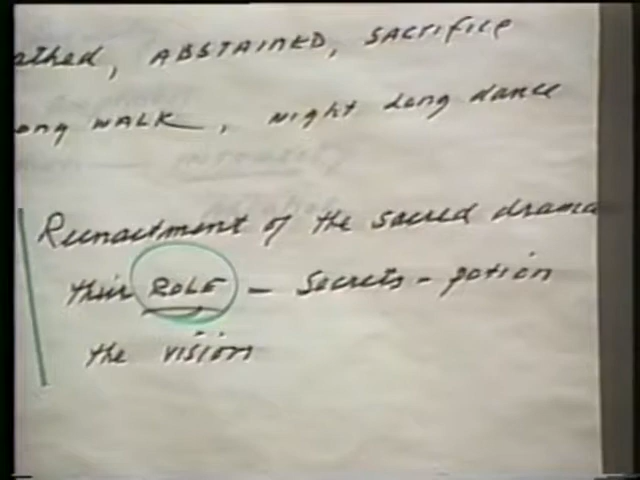 athed, ABSTAINED, SACRIFICE
ong WALK, NIGHT Long dance
Reenactment of the sacred drama
their ROLE - Secrets - potion
the vision